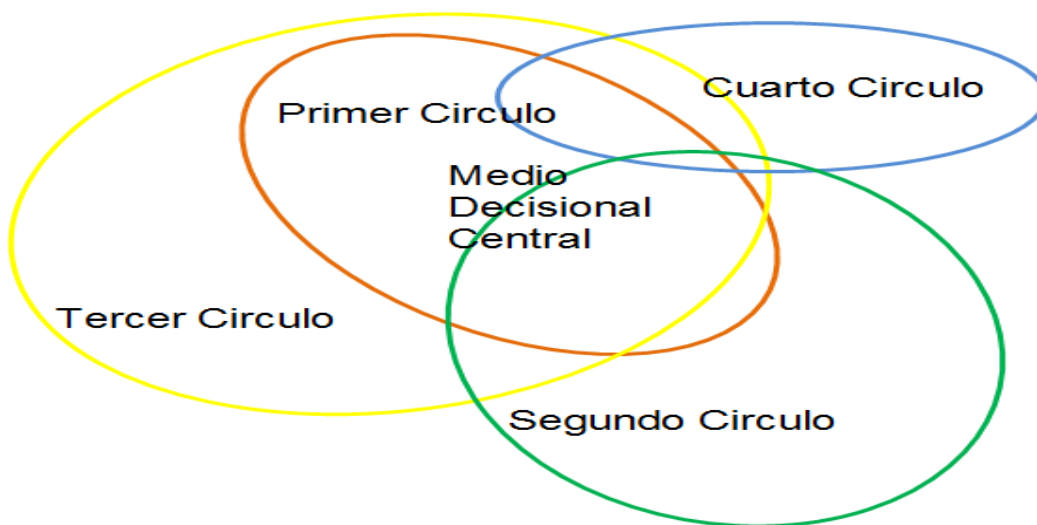 Cuarto Circulo
Primer Circulo
Medio
Decisional
Central
Tercer Circulo
Segundo Circulo